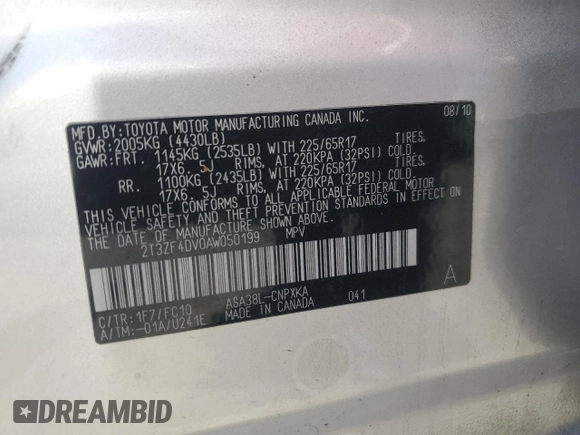 MFD.BY:TOYOTA MOTOR MANUFACTURING CANADA INC. 08/10
GVWR:2005KG (4430LB)
GAWR:FRT. 1145KG (2535LB) WITH 225/65R17 TIRES,
17X6. 5J RIMS, AT 220KPA (32PSI) COLD.
RR. 1100KG (2435LB) WITH 225/65R17 TIRES,
17X6. 5J RIMS, AT 220KPA (32PSI) COLD.
THIS VEHICLE CONFORMS TO ALL APPLICABLE FEDERAL MOTOR
VEHICLE SAFETY AND THEFT PREVENTION STANDARDS IN EFFECT ON
THE DATE OF MANUFACTURE SHOWN ABOVE.
2T3ZF4DV0AW050199 MPV
C/TR:1F7/FC10 ASA38L-CNPXKA 041 A
A/TM:-01A/U241E MADE IN CANADA
DREAMBID